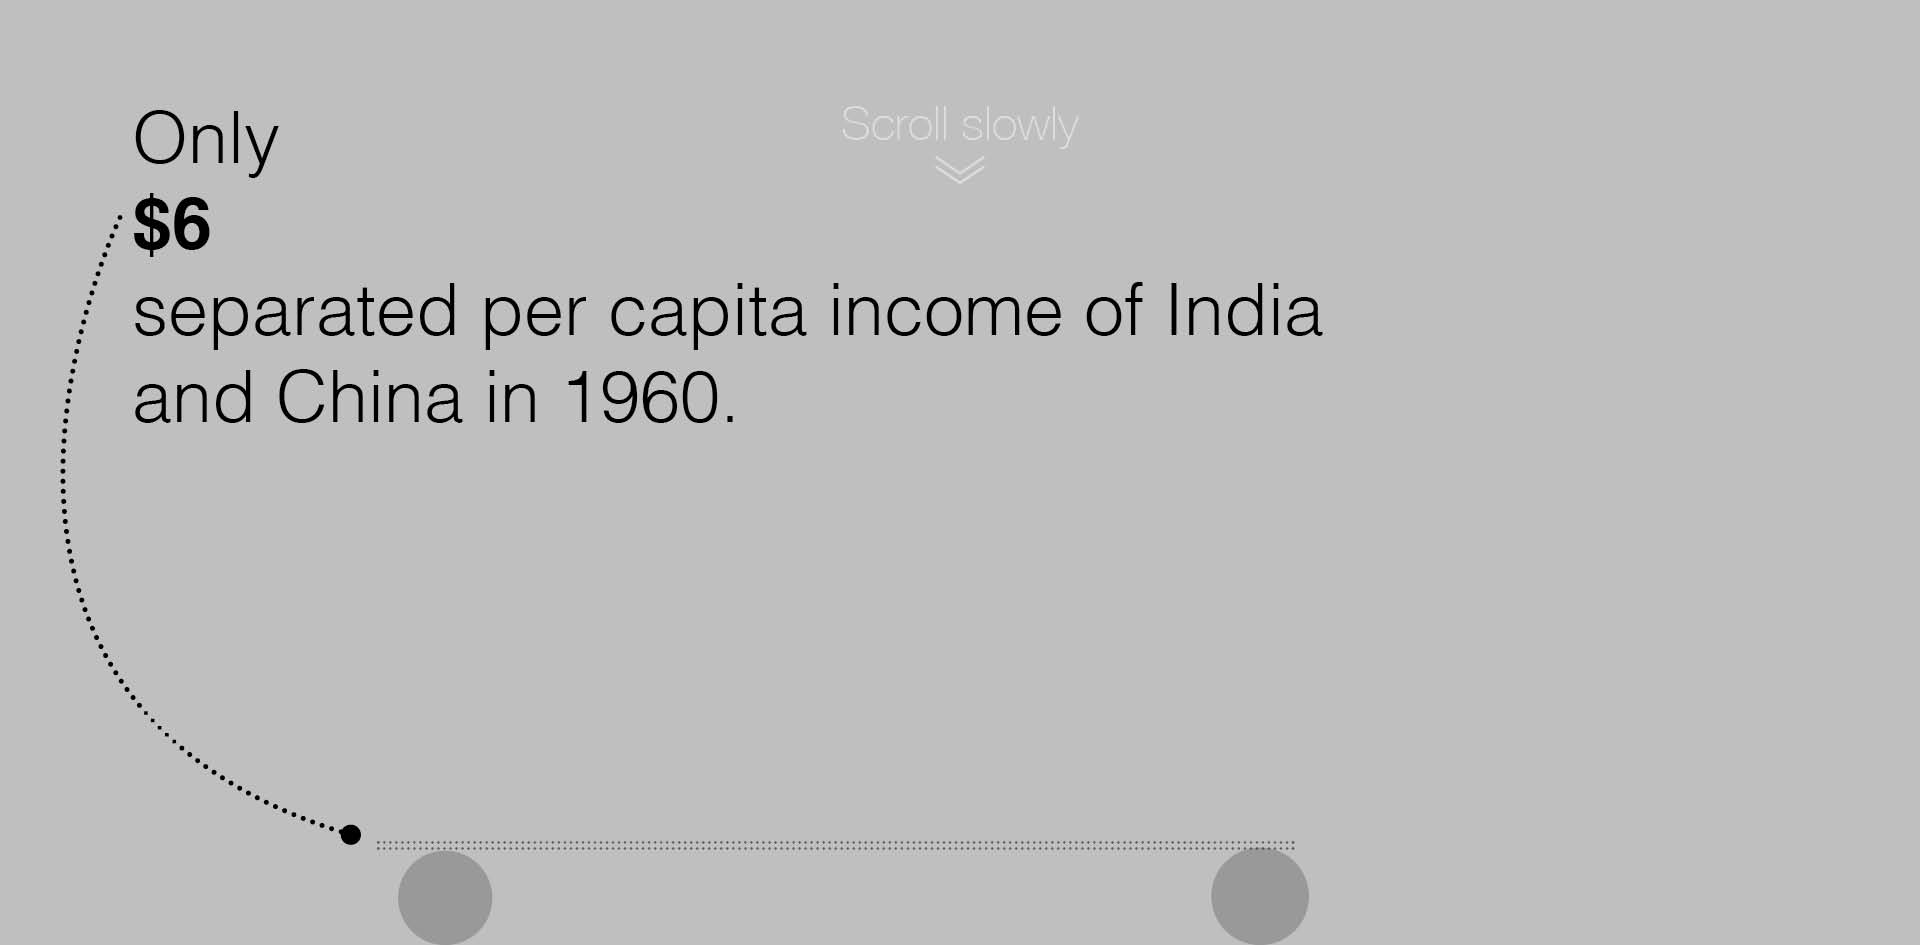 Only
Scroll slowly
$6
separated per capita income of India
and China in 1960.